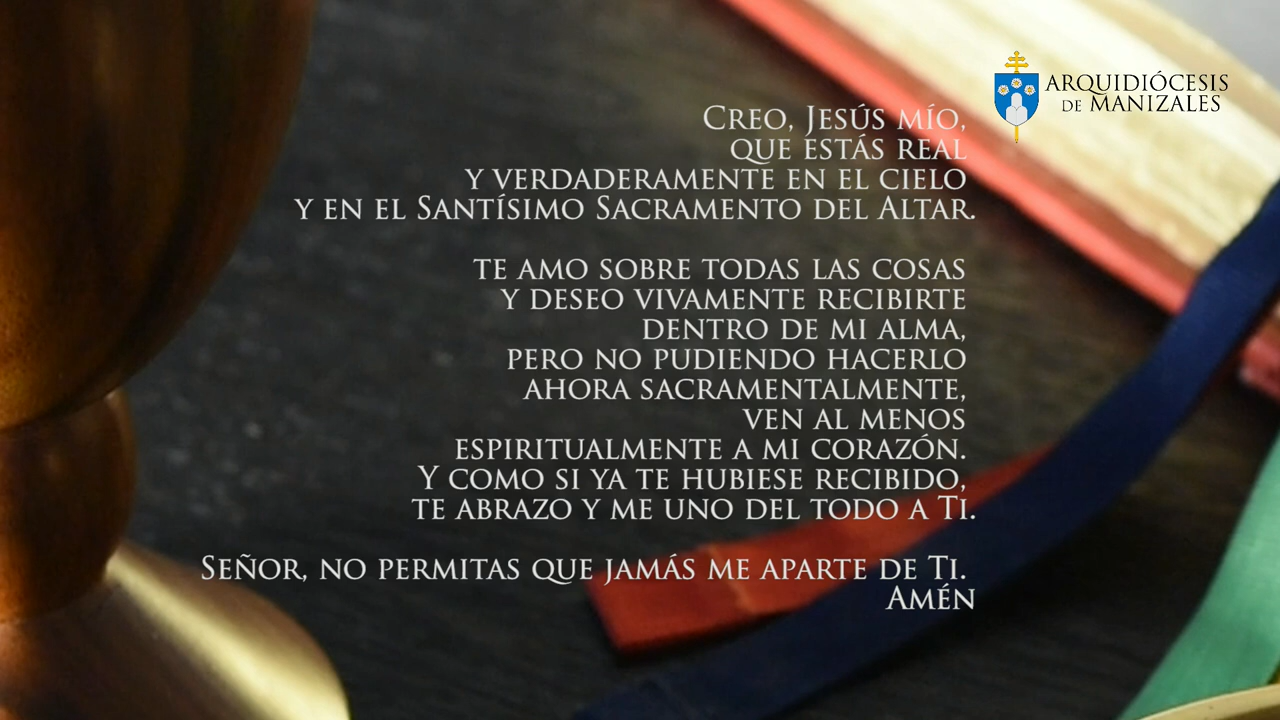 ARQUIDIÓCESIS
DE MANIZALES
CREO, JESÚS MÍO,
QUE ESTÁS REAL
Y VERDADERAMENTE EN EL CIELO
Y EN EL SANTÍSIMO SACRAMENTO DEL ALTAR.
TE AMO SOBRE TODAS LAS COSAS
Y DESEO VIVAMENTE RECIBIRTE
DENTRO DE MI ALMA,
PERO NO PUDIENDO HACERLO
AHORA SACRAMENTALMENTE,
VEN AL MENOS
ESPIRITUALMENTE A MI CORAZÓN.
Y COMO SI YA TE HUBIESE RECIBIDO,
TE ABRAZO Y ME UNO DEL TODO A TI.
SEÑOR, NO PERMITAS QUE JAMÁS ME APARTE DE TI.
AMÉN